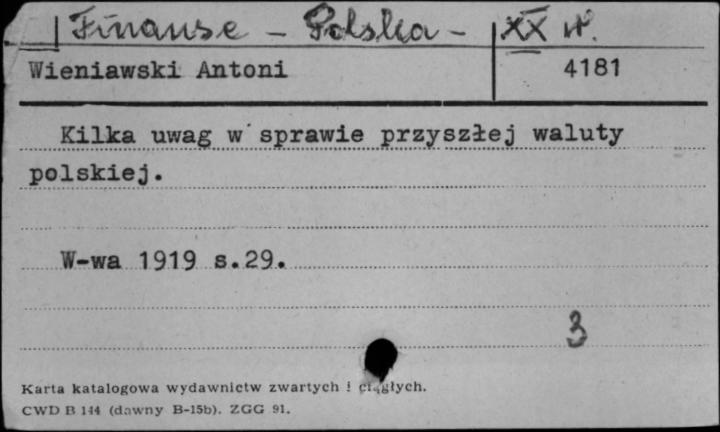 Finanse - Polska - XX w.
Wieniawski Antoni 4181
Kilka uwag w sprawie przyszłej waluty
polskiej.
W-wa 1919 s.29.
3
Karta katalogowa wydawnictw zwartych i ciągłych.
CWD B 144 (dawny B-15b). ZGG 91.